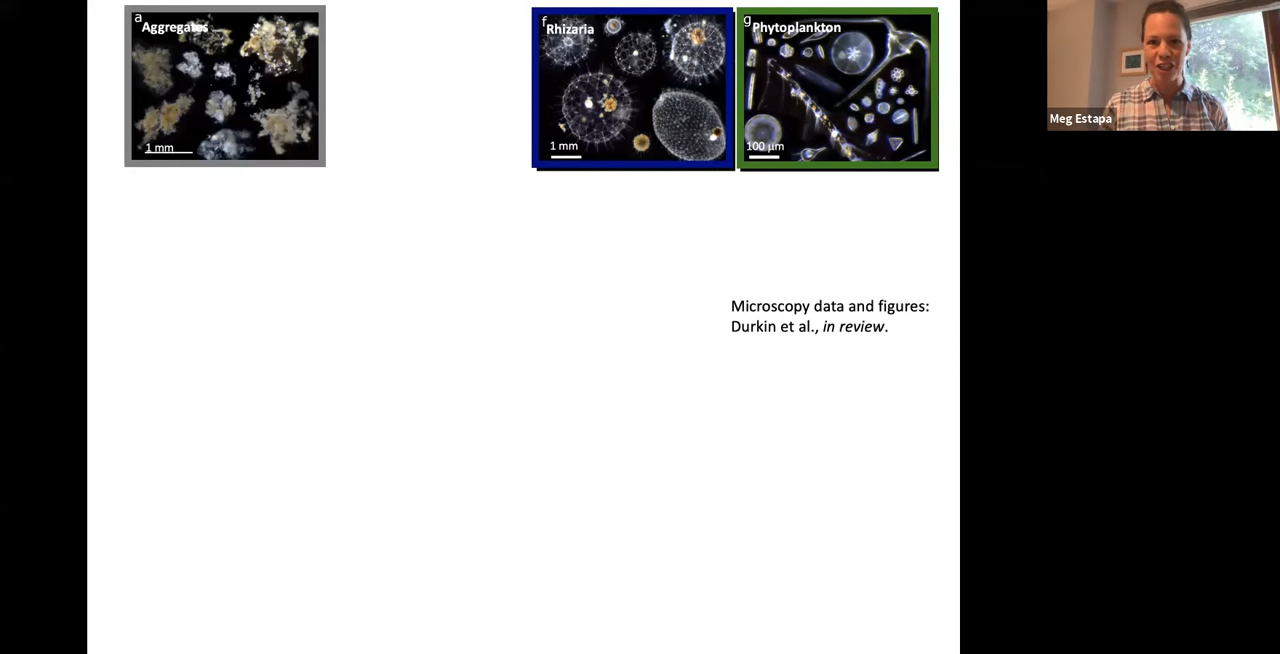 a
Aggregates
1 mm
f
Rhizaria
1 mm
g
Phytoplankton
100 μm
Meg Estapa
Microscopy data and figures:
Durkin et al., in review.